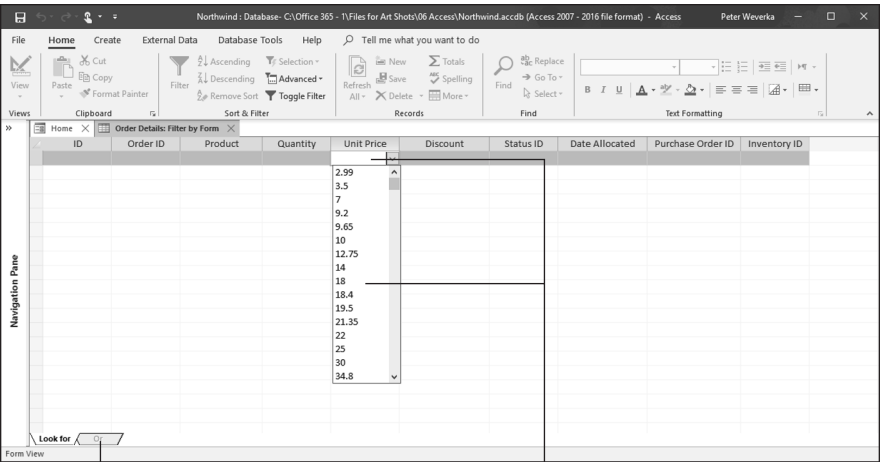 Northwind : Database- C:\Office 365 - 1\Files for Art Shots\06 Access\Northwind.accdb (Access 2007 - 2016 file format) - Access Peter Weverka
File Home Create External Data Database Tools Help Tell me what you want to do
View
Views
Paste
Cut
Copy
Format Painter
Clipboard
Filter
Ascending
Descending
Remove Sort
Selection
Advanced
Toggle Filter
Sort & Filter
Refresh
All
New
Save
Delete
Totals
Spelling
More
Records
Find
Replace
Go To
Select
Find
B I U A
Text Formatting
Home Order Details: Filter by Form
ID Order ID Product Quantity Unit Price Discount Status ID Date Allocated Purchase Order ID Inventory ID
2.99
3.5
7
9.2
9.65
10
12.75
14
18
18.4
19.5
21.35
22
25
30
34.8
Navigation Pane
Look for Or
Form View